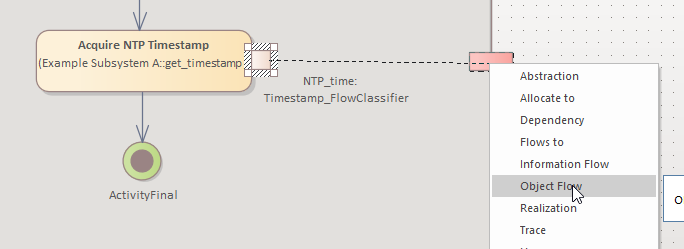 Acquire NTP Timestamp
(Example Subsystem A::get_timestamp
NTP_time:
Timestamp_FlowClassifier
ActivityFinal
Abstraction
Allocate to
Dependency
Flows to
Information Flow
Object Flow
Realization
Trace